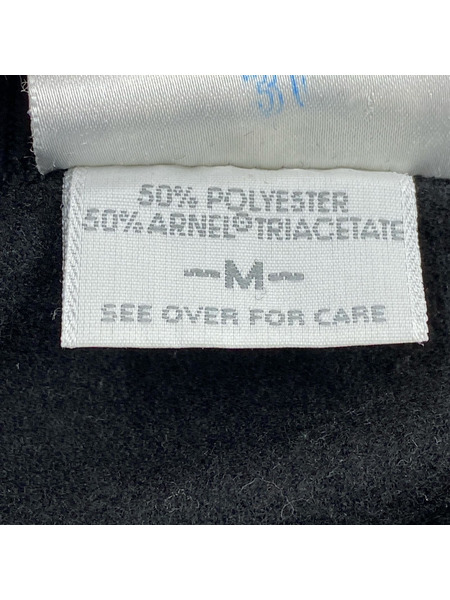 50% POLYESTER
50% ARNEL® TRIACETATE
~M~
SEE OVER FOR CARE